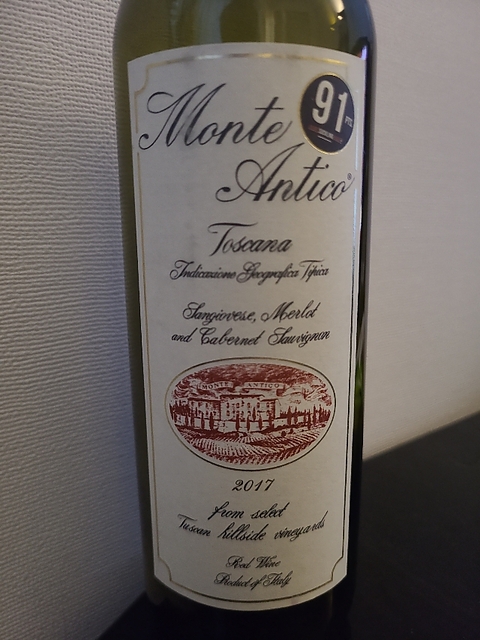 Monte
91
PTS
Antico®
Toscana
Indicazione Geografica Tipica
Sangiovese, Merlot
and Cabernet Sauvignon
MONTE ANTICO
2017
from select
Tuscan hillside vineyards
Red Wine
Product of Italy